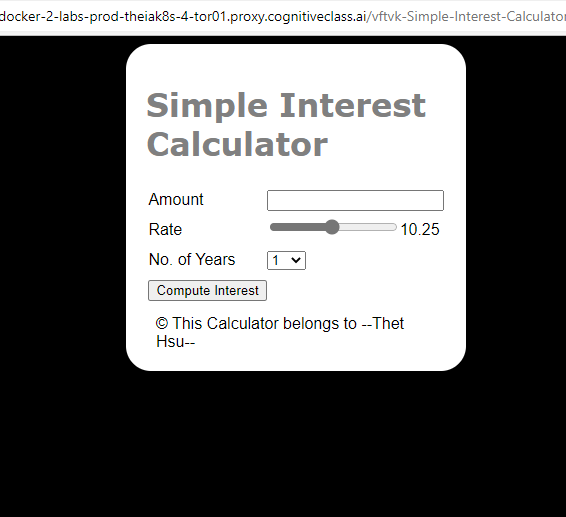 docker-2-labs-prod-theiak8s-4-tor01.proxy.cognitiveclass.ai/vftvk-Simple-Interest-Calculator
Simple Interest
Calculator
Amount
Rate 10.25
No. of Years 1
Compute Interest
© This Calculator belongs to --Thet
Hsu--